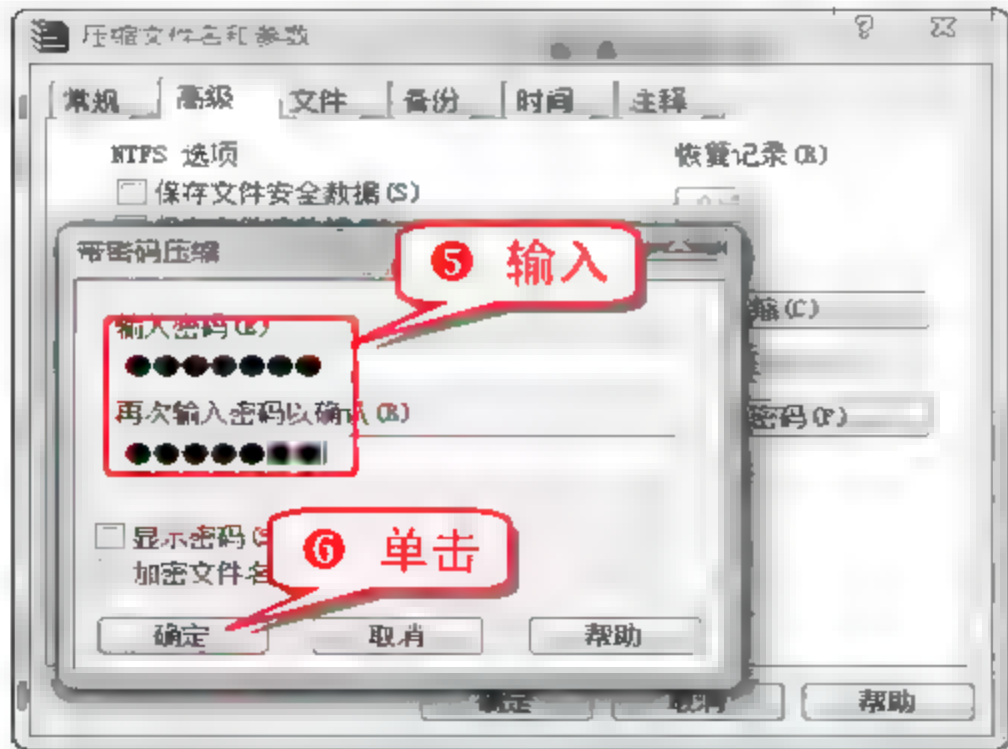 压缩文件名和参数
常规 高级 文件 备份 时间 主释
NTFS 选项
恢复记录(R)
保存文件安全数据(S)
带密码压缩
❺ 输入
输入密码(E)
缩(C)
再次输入密码以确认(R)
密码(P)
显示密码(S
❻ 单击
加密文件名
确定 取消 帮助
确定 取消 帮助